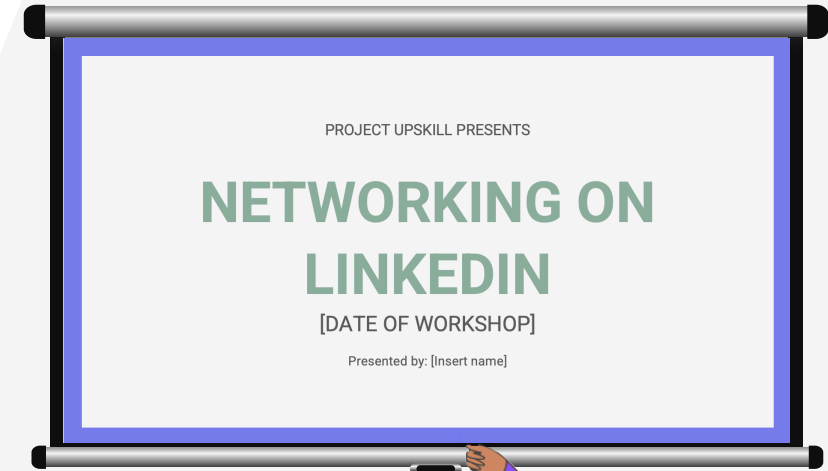 PROJECT UPSKILL PRESENTS
NETWORKING ON
LINKEDIN
[DATE OF WORKSHOP]
Presented by: [Insert name]